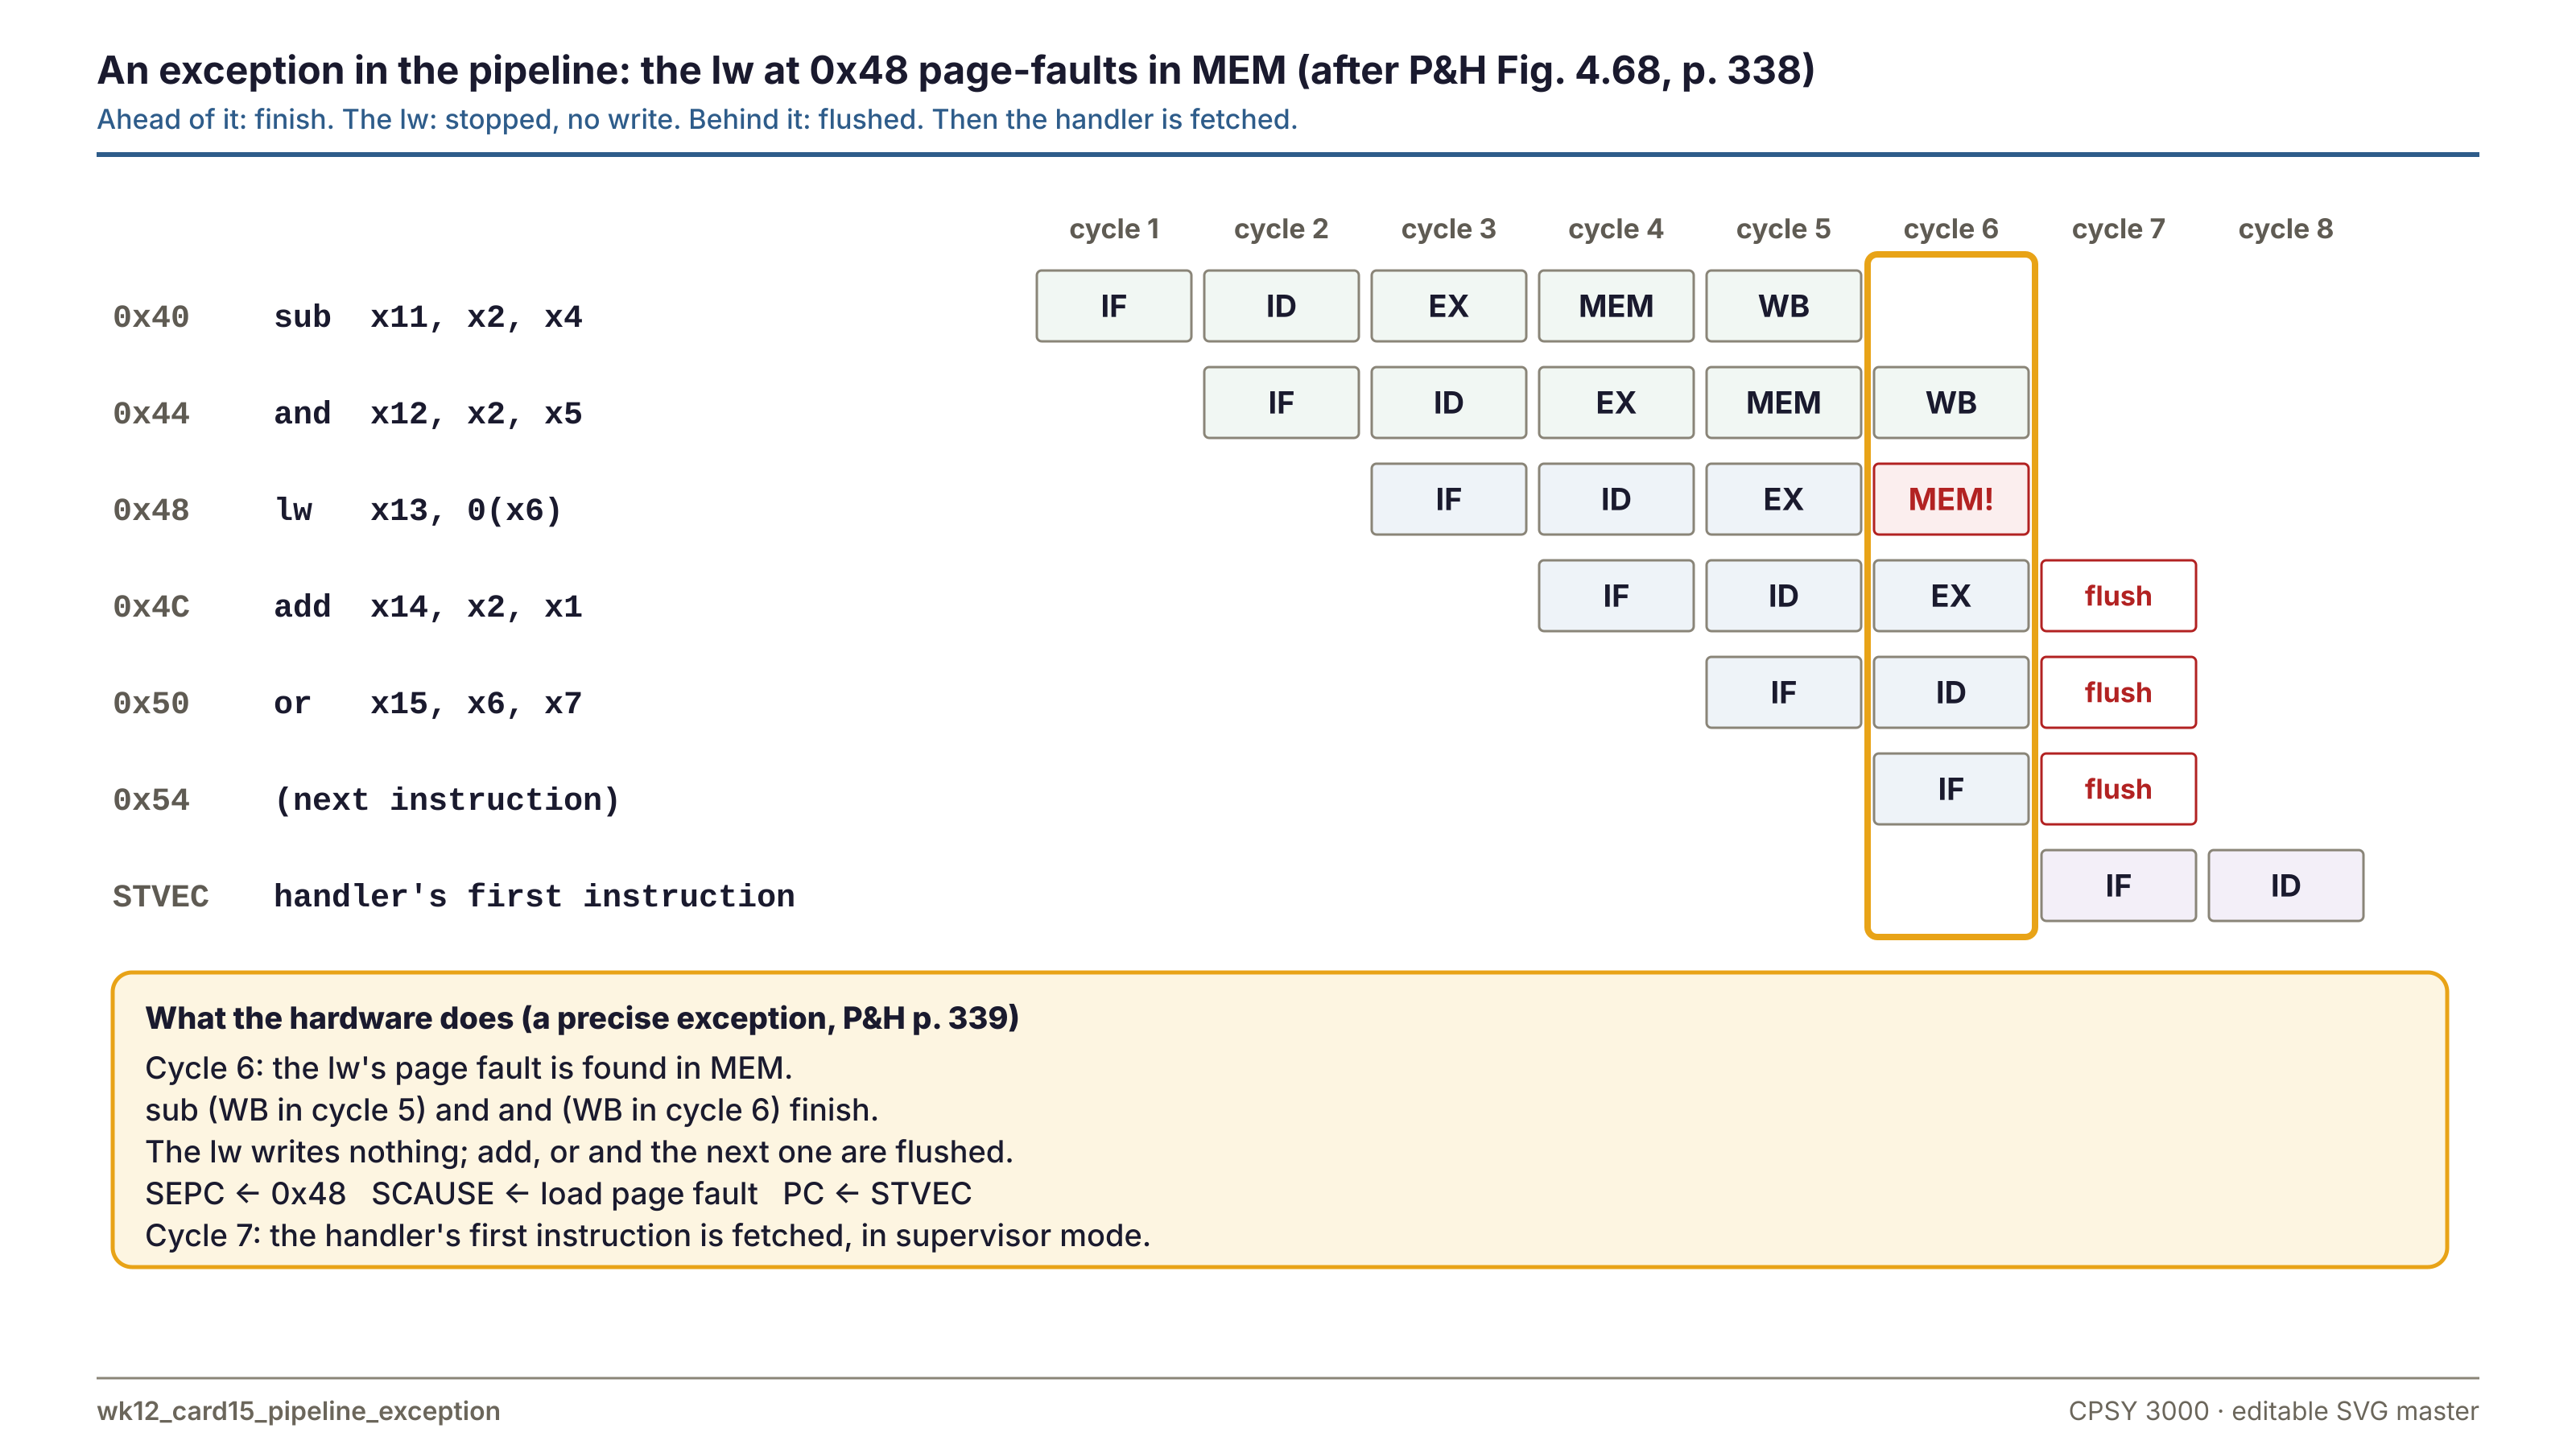 An exception in the pipeline: the lw at 0x48 page-faults in MEM (after P&H Fig. 4.68, p. 338)
Ahead of it: finish. The lw: stopped, no write. Behind it: flushed. Then the handler is fetched.
cycle 1 cycle 2 cycle 3 cycle 4 cycle 5 cycle 6 cycle 7 cycle 8
0x40 sub x11, x2, x4 IF ID EX MEM WB
0x44 and x12, x2, x5 IF ID EX MEM WB
0x48 lw x13, 0(x6) IF ID EX MEM!
0x4C add x14, x2, x1 IF ID EX flush
0x50 or x15, x6, x7 IF ID flush
0x54 (next instruction) IF flush
STVEC handler's first instruction IF ID
What the hardware does (a precise exception, P&H p. 339)
Cycle 6: the lw's page fault is found in MEM.
sub (WB in cycle 5) and and (WB in cycle 6) finish.
The lw writes nothing; add, or and the next one are flushed.
SEPC ← 0x48 SCAUSE ← load page fault PC ← STVEC
Cycle 7: the handler's first instruction is fetched, in supervisor mode.
wk12_card15_pipeline_exception
CPSY 3000 · editable SVG master